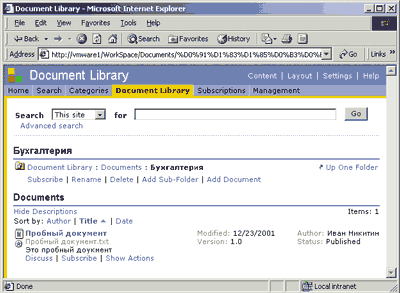 Document Library - Microsoft Internet Explorer
File Edit View Favorites Tools Help
Back Search Favorites History
Address http://vmware1/WorkSpace/Documents/%D0%91%D1%83%D1%85%D0%B3%D0% Go Links »
Document Library Content | Layout | Settings | Help
Home Search Categories Document Library Subscriptions Management
Search This site for Go
Advanced search
Бухгалтерия
Document Library : Documents : Бухгалтерия Up One Folder
Subscribe | Rename | Delete | Add Sub-Folder | Add Document
Documents
Hide Descriptions Items: 1
Sort by: Author | Title | Date
Пробный документ Modified: 12/23/2001 Author: Иван Никитин
Пробный документ.txt Version: 1.0 Status: Published
Это пробный документ
Discuss | Subscribe | Show Actions
Done Local intranet